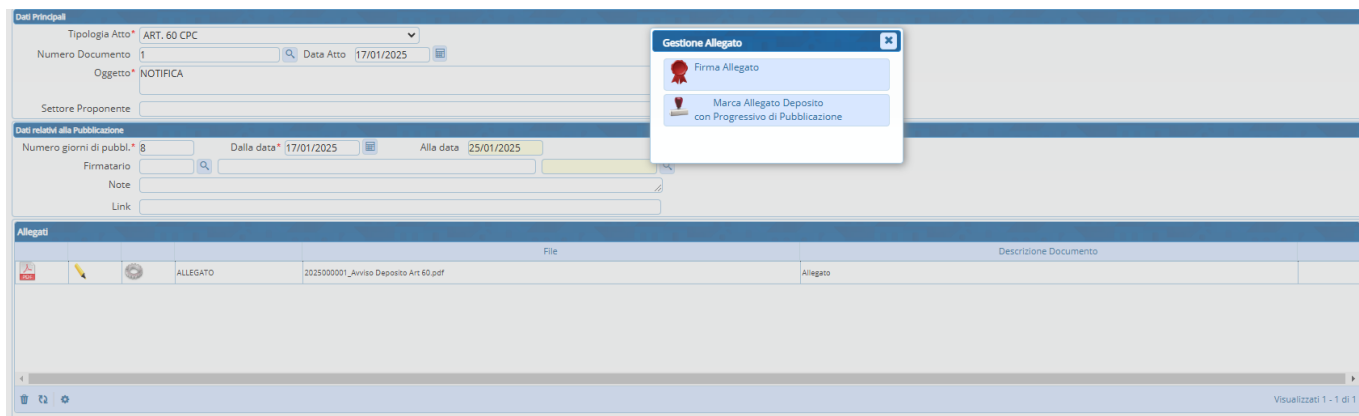 Dati Principali
Tipologia Atto* ART. 60 CPC
Numero Documento 1 Data Atto 17/01/2025
Oggetto* NOTIFICA
Settore Proponente
Gestione Allegato
Firma Allegato
Marca Allegato Deposito
con Progressivo di Pubblicazione
Dati relativi alla Pubblicazione
Numero giorni di pubbl.* 8 Dalla data* 17/01/2025 Alla data 25/01/2025
Firmatario
Note
Link
Allegati
File Descrizione Documento
PDF ALLEGATO 2025000001_Avviso Deposito Art 60.pdf Allegato
Visualizzati 1 - 1 di 1